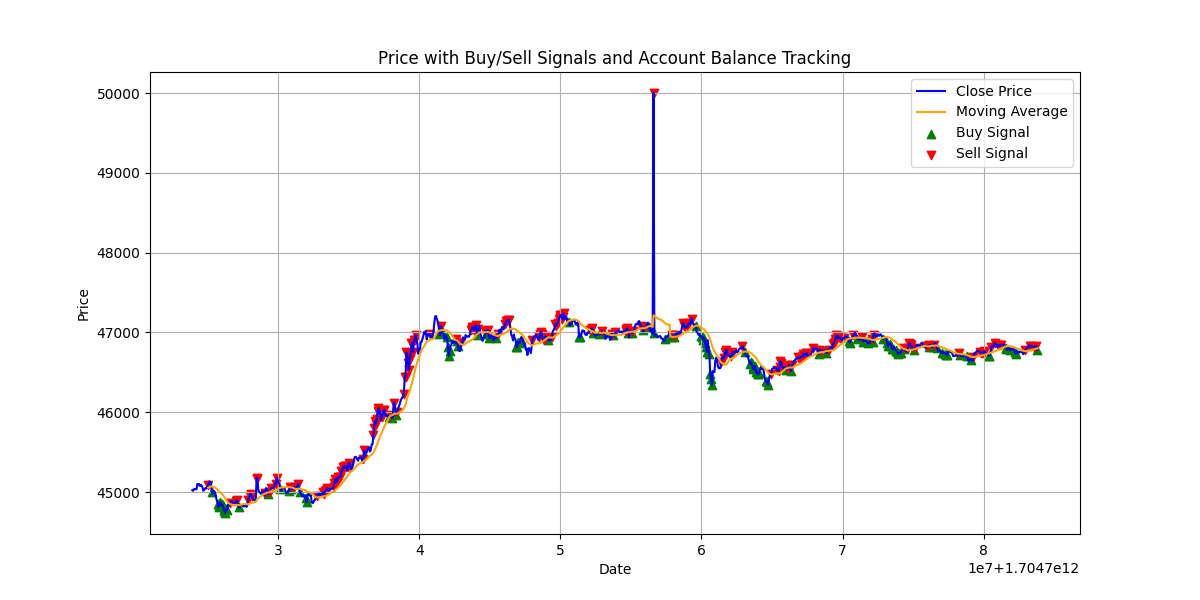 Price with Buy/Sell Signals and Account Balance Tracking
Close Price
Moving Average
Buy Signal
Sell Signal
50000
49000
48000
47000
46000
45000
Price
3 4 5 6 7 8
1e7+1.7047e12
Date